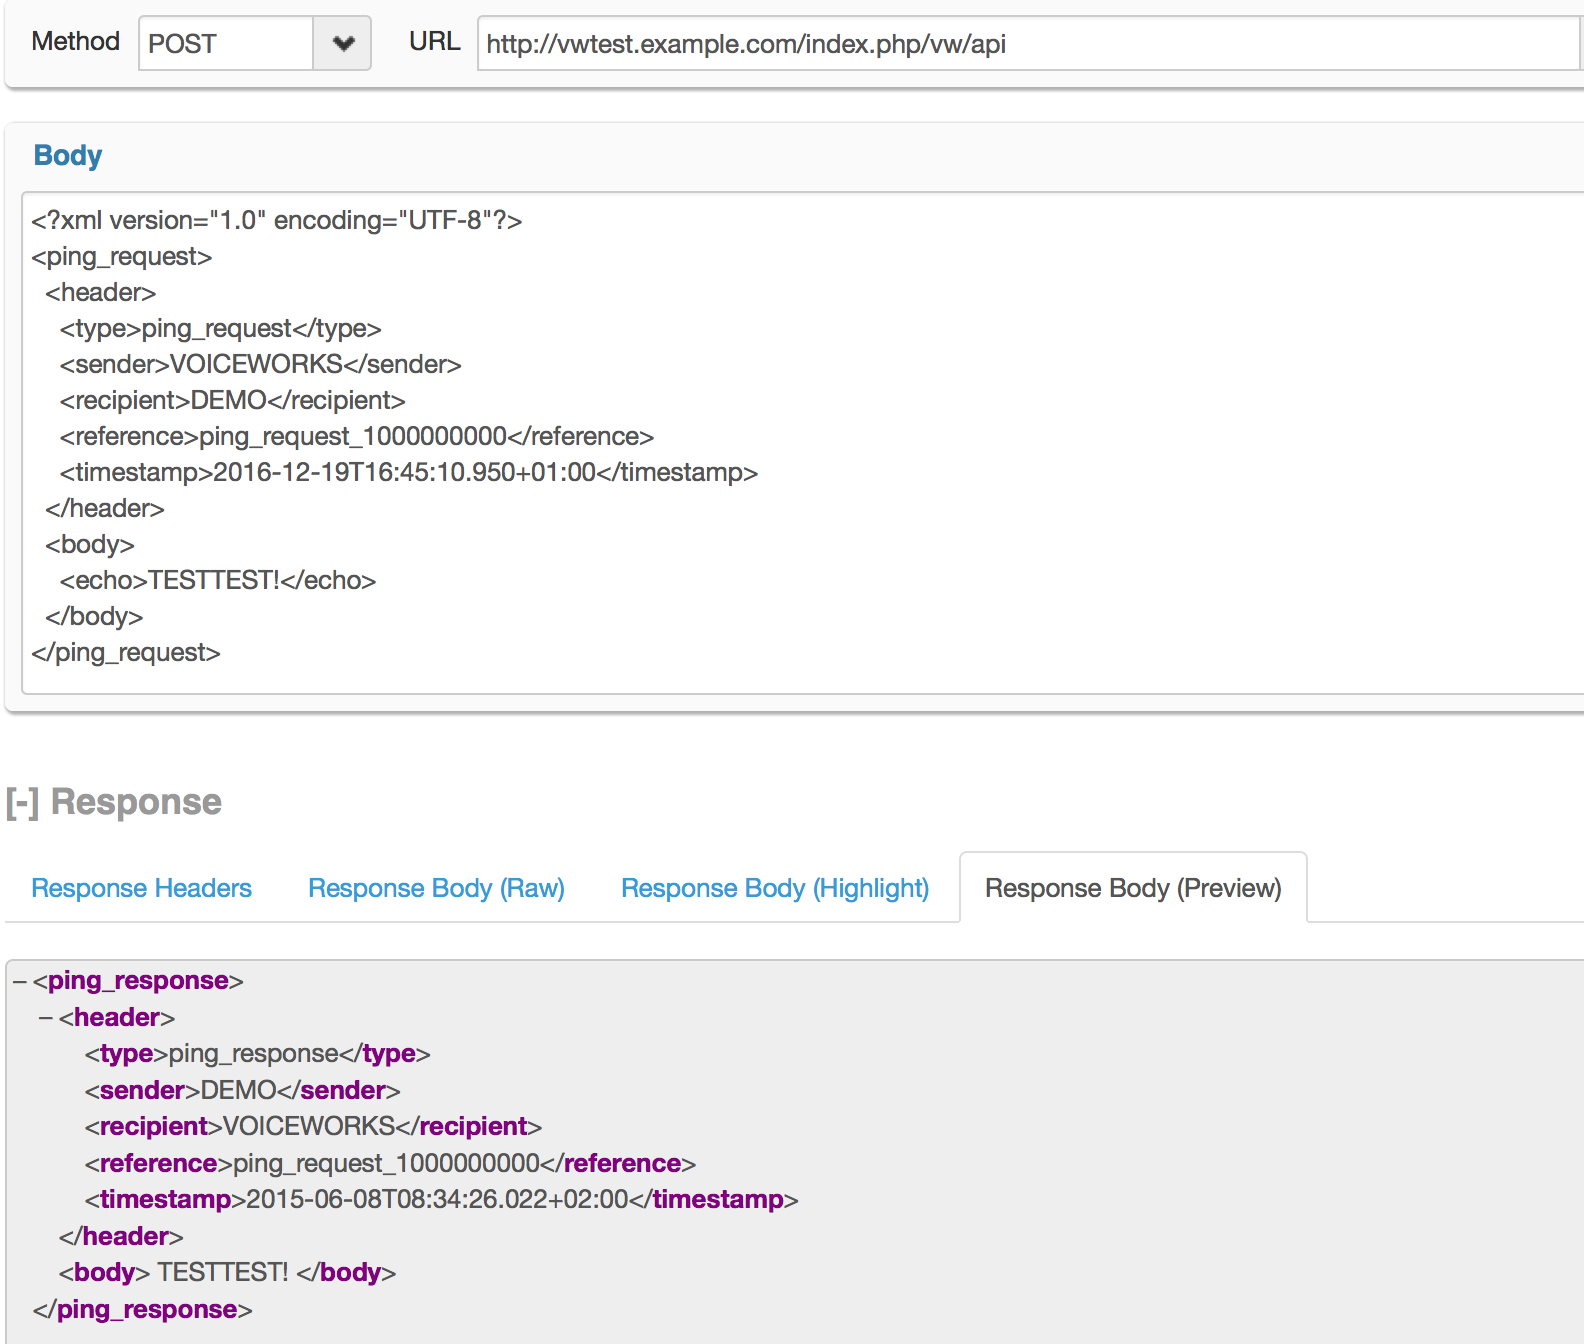 Method POST URL http://vwtest.example.com/index.php/vw/api
Body
<?xml version="1.0" encoding="UTF-8"?>
<ping_request>
<header>
<type>ping_request</type>
<sender>VOICEWORKS</sender>
<recipient>DEMO</recipient>
<reference>ping_request_1000000000</reference>
<timestamp>2016-12-19T16:45:10.950+01:00</timestamp>
</header>
<body>
<echo>TESTTEST!</echo>
</body>
</ping_request>
[-] Response
Response Headers Response Body (Raw) Response Body (Highlight) Response Body (Preview)
– <ping_response>
– <header>
<type>ping_response</type>
<sender>DEMO</sender>
<recipient>VOICEWORKS</recipient>
<reference>ping_request_1000000000</reference>
<timestamp>2015-06-08T08:34:26.022+02:00</timestamp>
</header>
<body> TESTTEST! </body>
</ping_response>